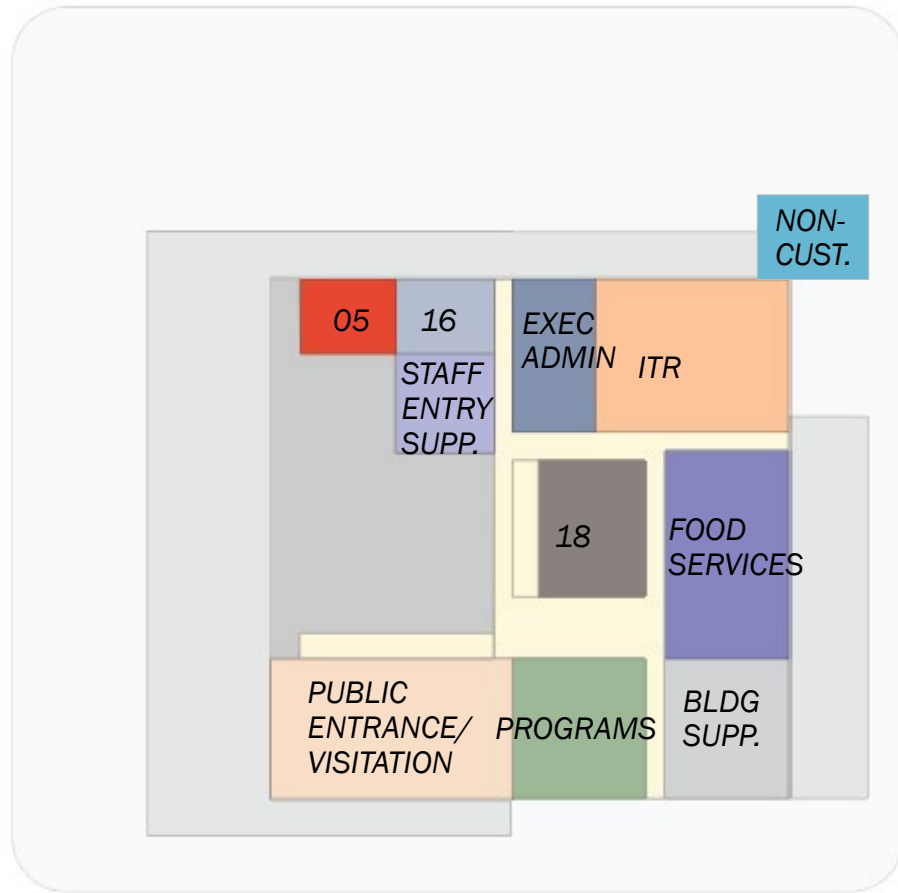 NON-
CUST.
05
16
EXEC
ADMIN
ITR
STAFF
ENTRY
SUPP.
18
FOOD
SERVICES
PUBLIC
ENTRANCE/
VISITATION
PROGRAMS
BLDG
SUPP.